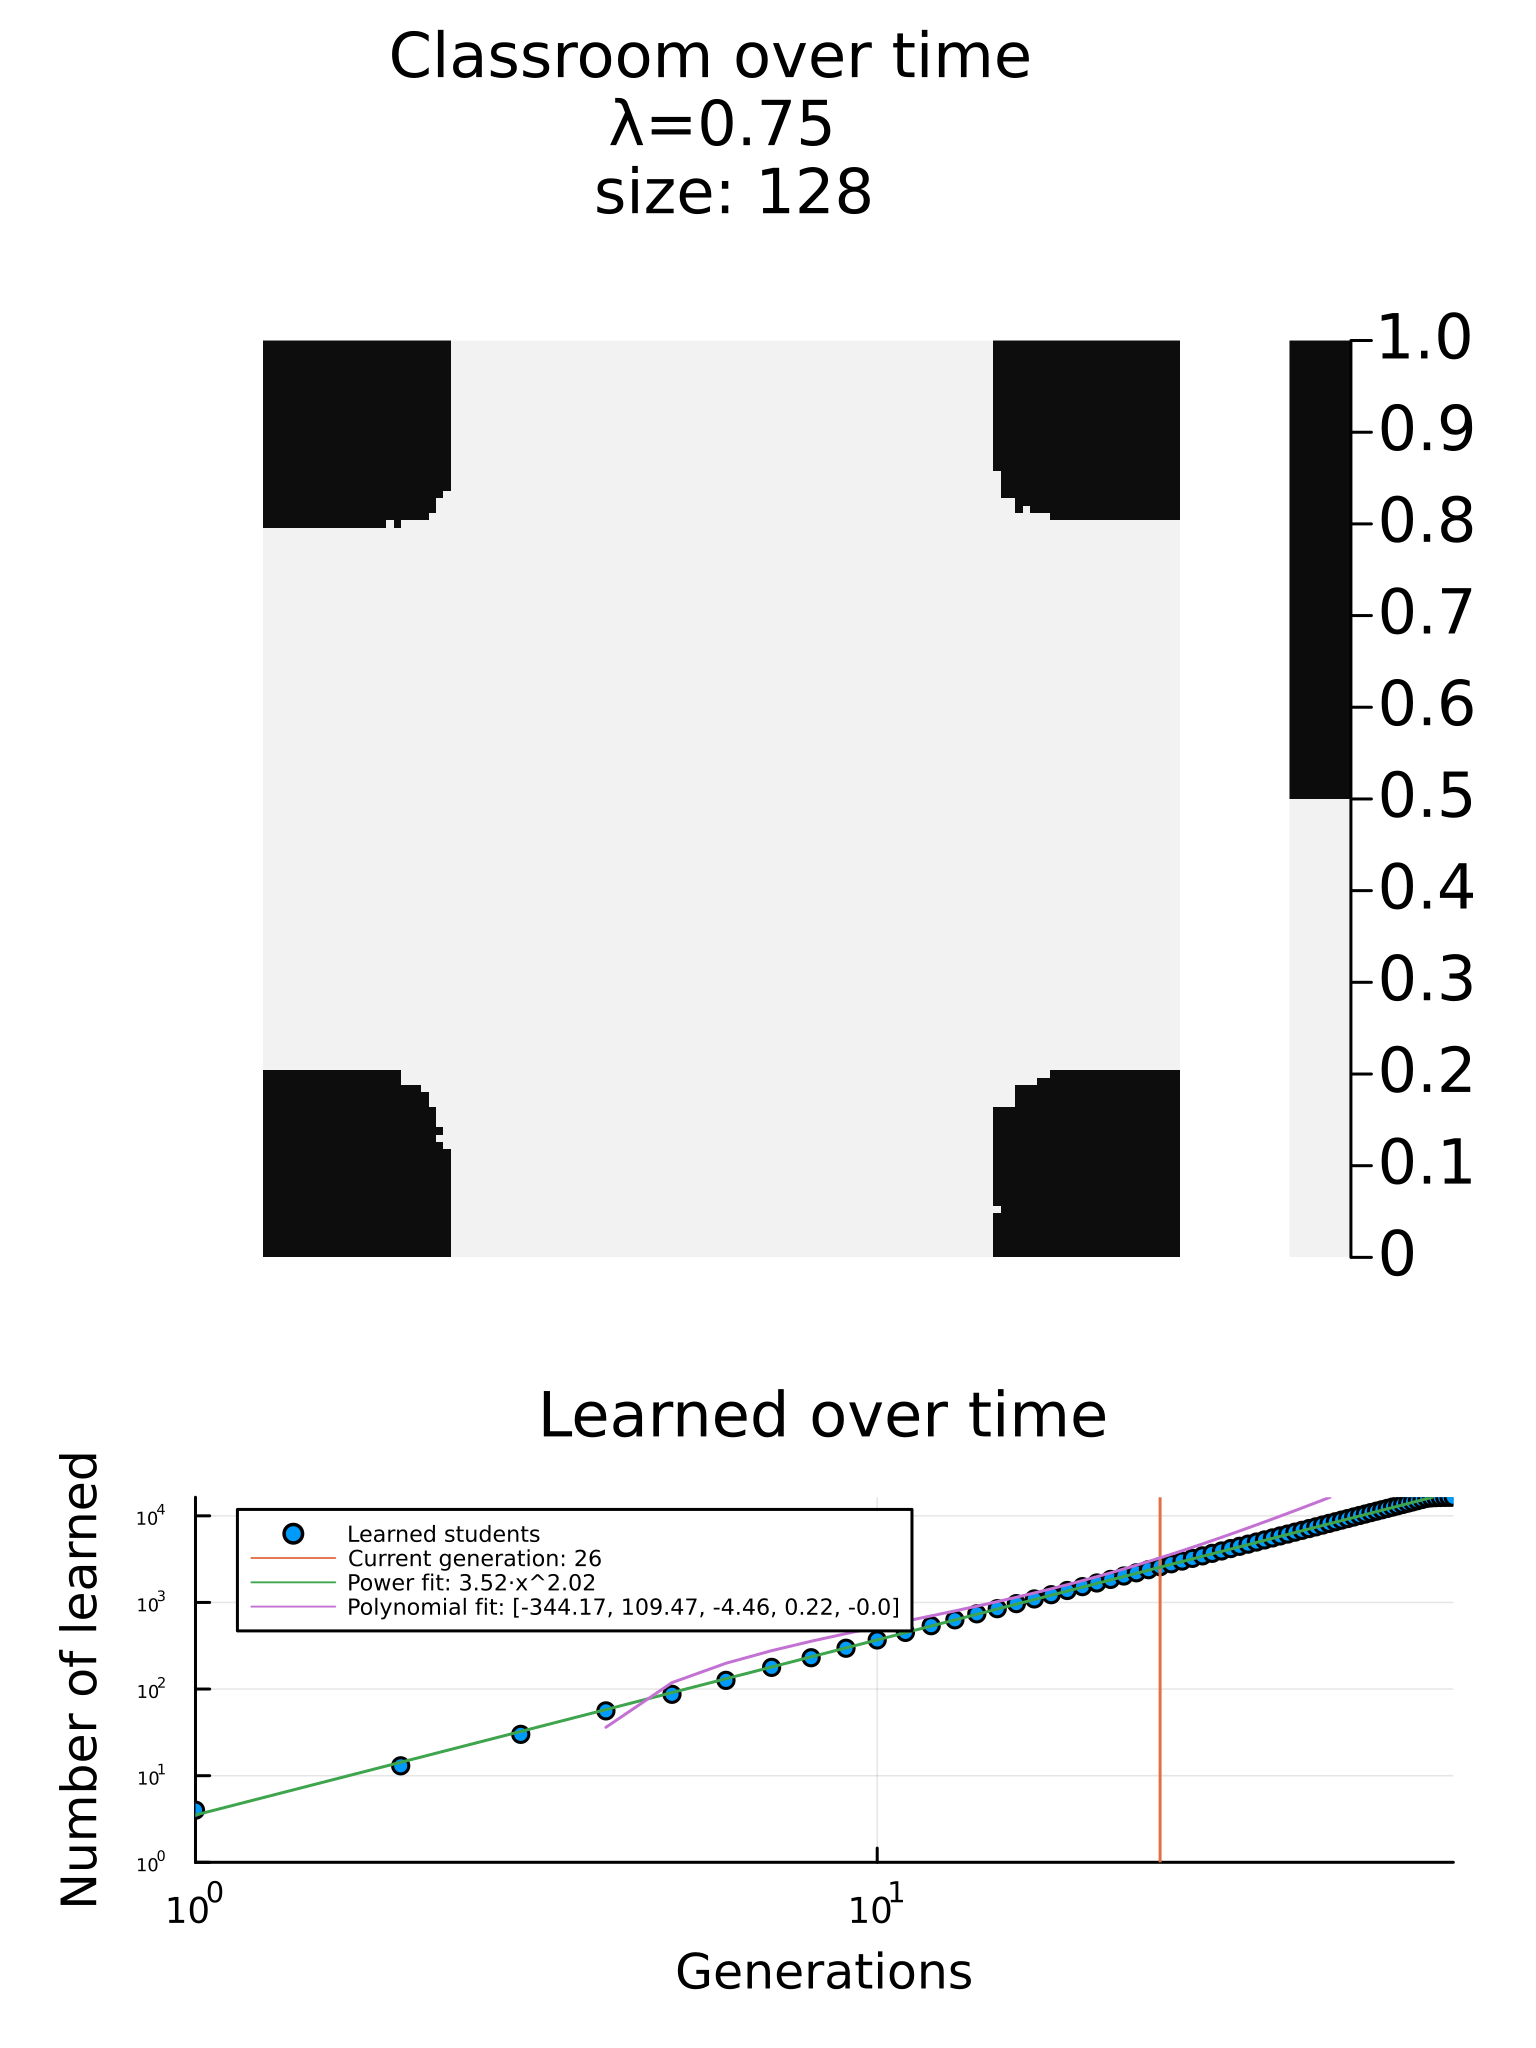 Classroom over time
λ=0.75
size: 128
1.0
0.9
0.8
0.7
0.6
0.5
0.4
0.3
0.2
0.1
0
Learned over time
Number of learned
10^4
10^3
10^2
10^1
10^0
Learned students
Current generation: 26
Power fit: 3.52·x^2.02
Polynomial fit: [-344.17, 109.47, -4.46, 0.22, -0.0]
10^0 10^1
Generations